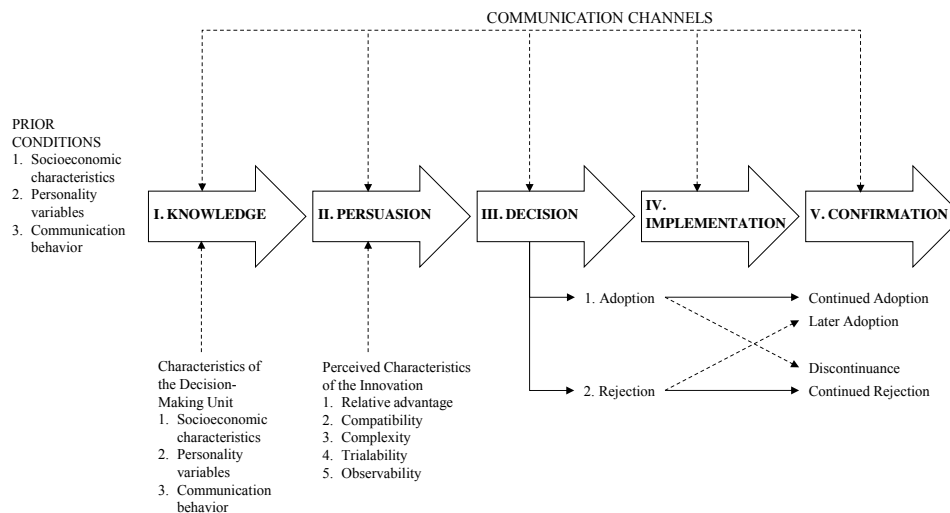 COMMUNICATION CHANNELS
PRIOR
CONDITIONS
1. Socioeconomic
characteristics
2. Personality
variables
3. Communication
behavior
I. KNOWLEDGE
II. PERSUASION
III. DECISION
IV.
IMPLEMENTATION
V. CONFIRMATION
1. Adoption
Continued Adoption
Later Adoption
Discontinuance
2. Rejection
Continued Rejection
Characteristics of
the Decision-
Making Unit
1. Socioeconomic
characteristics
2. Personality
variables
3. Communication
behavior
Perceived Characteristics
of the Innovation
1. Relative advantage
2. Compatibility
3. Complexity
4. Trialability
5. Observability